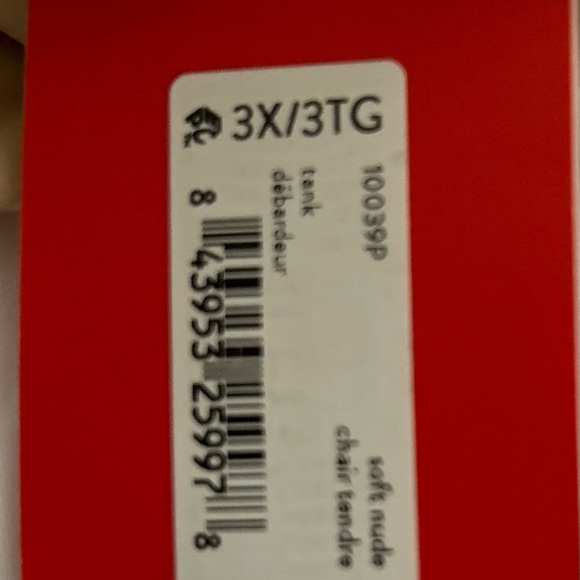 3X/3TG
10039P
tank
débardeur
soft nude
chair tendre
8 43953 25997 8